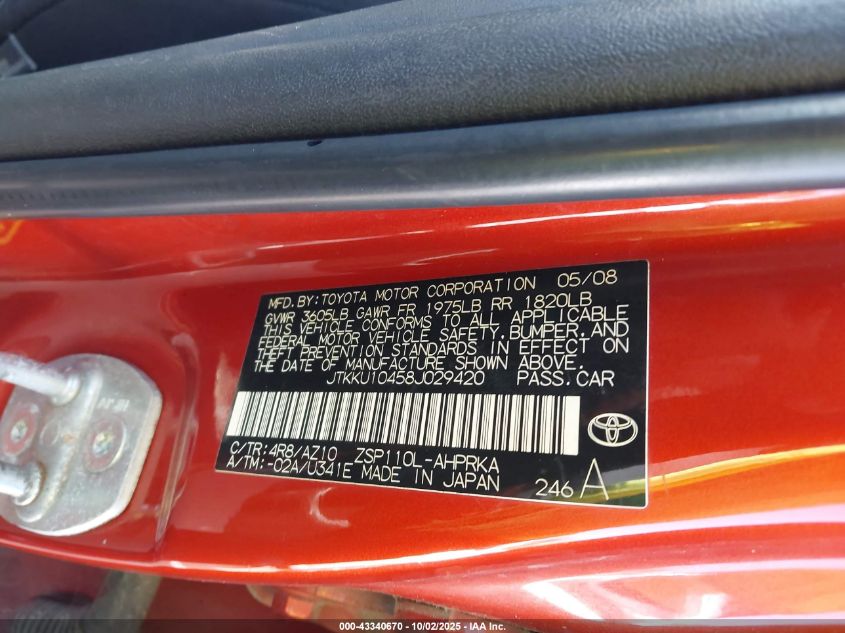 MFD.BY:TOYOTA MOTOR CORPORATION 05/08
GVWR 3605LB GAWR FR 1975LB RR 1820LB
THIS VEHICLE CONFORMS TO ALL APPLICABLE
FEDERAL MOTOR VEHICLE SAFETY,BUMPER,AND
THEFT PREVENTION STANDARDS IN EFFECT ON
THE DATE OF MANUFACTURE SHOWN ABOVE.
JTKKU10458J029420 PASS.CAR
C/TR:4R8/AZ10 ZSP110L-AHPRKA
A/TM:-02A/U341E MADE IN JAPAN
246 A
000-43340670 - 10/02/2025 - IAA Inc.